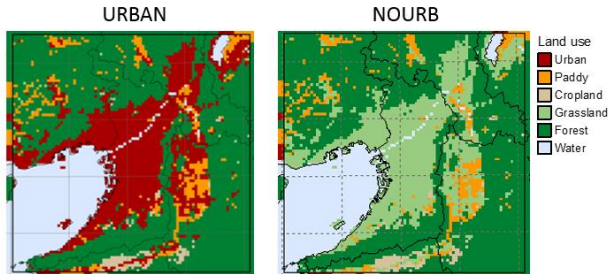 URBAN
NOURB
Land use
Urban
Paddy
Cropland
Grassland
Forest
Water